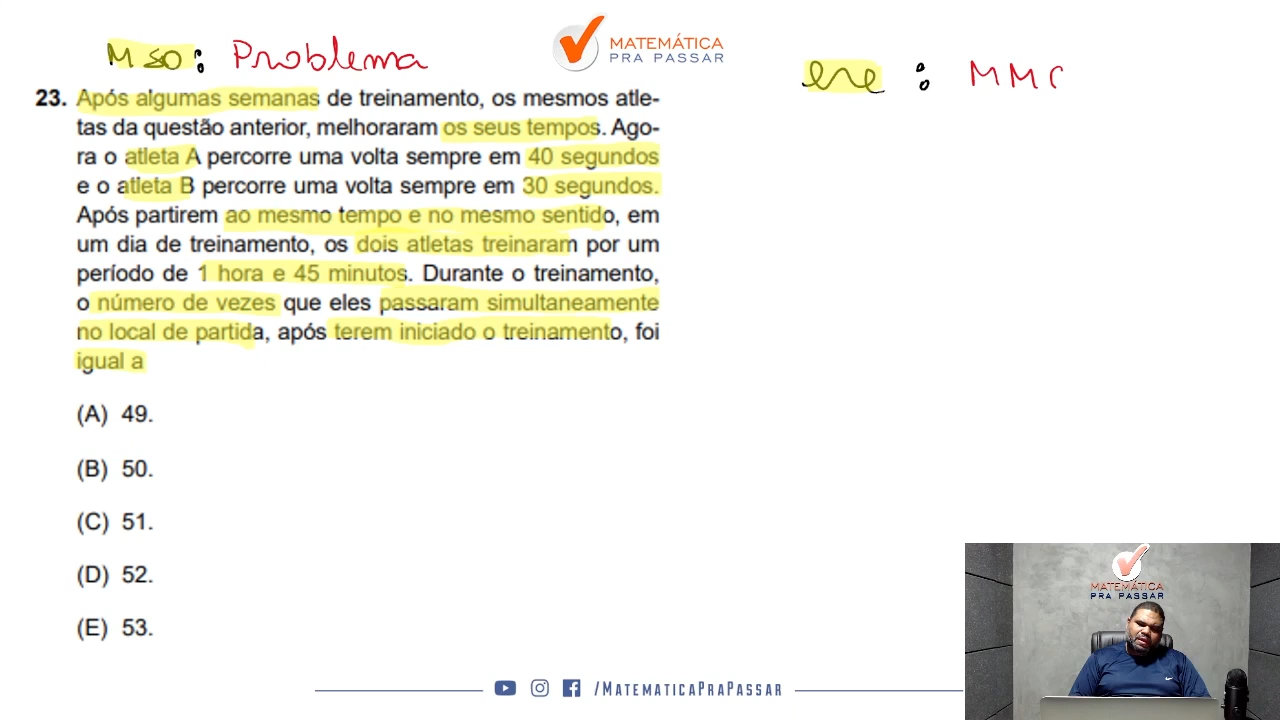 MSO: Problema
MATEMÁTICA
PRA PASSAR
: MMC
23. Após algumas semanas de treinamento, os mesmos atle-
tas da questão anterior, melhoraram os seus tempos. Ago-
ra o atleta A percorre uma volta sempre em 40 segundos
e o atleta B percorre uma volta sempre em 30 segundos.
Após partirem ao mesmo tempo e no mesmo sentido, em
um dia de treinamento, os dois atletas treinaram por um
período de 1 hora e 45 minutos. Durante o treinamento,
o número de vezes que eles passaram simultaneamente
no local de partida, após terem iniciado o treinamento, foi
igual a
(A) 49.
(B) 50.
(C) 51.
(D) 52.
(E) 53.
MATEMÁTICA
PRA PASSAR
/MATEMATICAPRAPASSAR